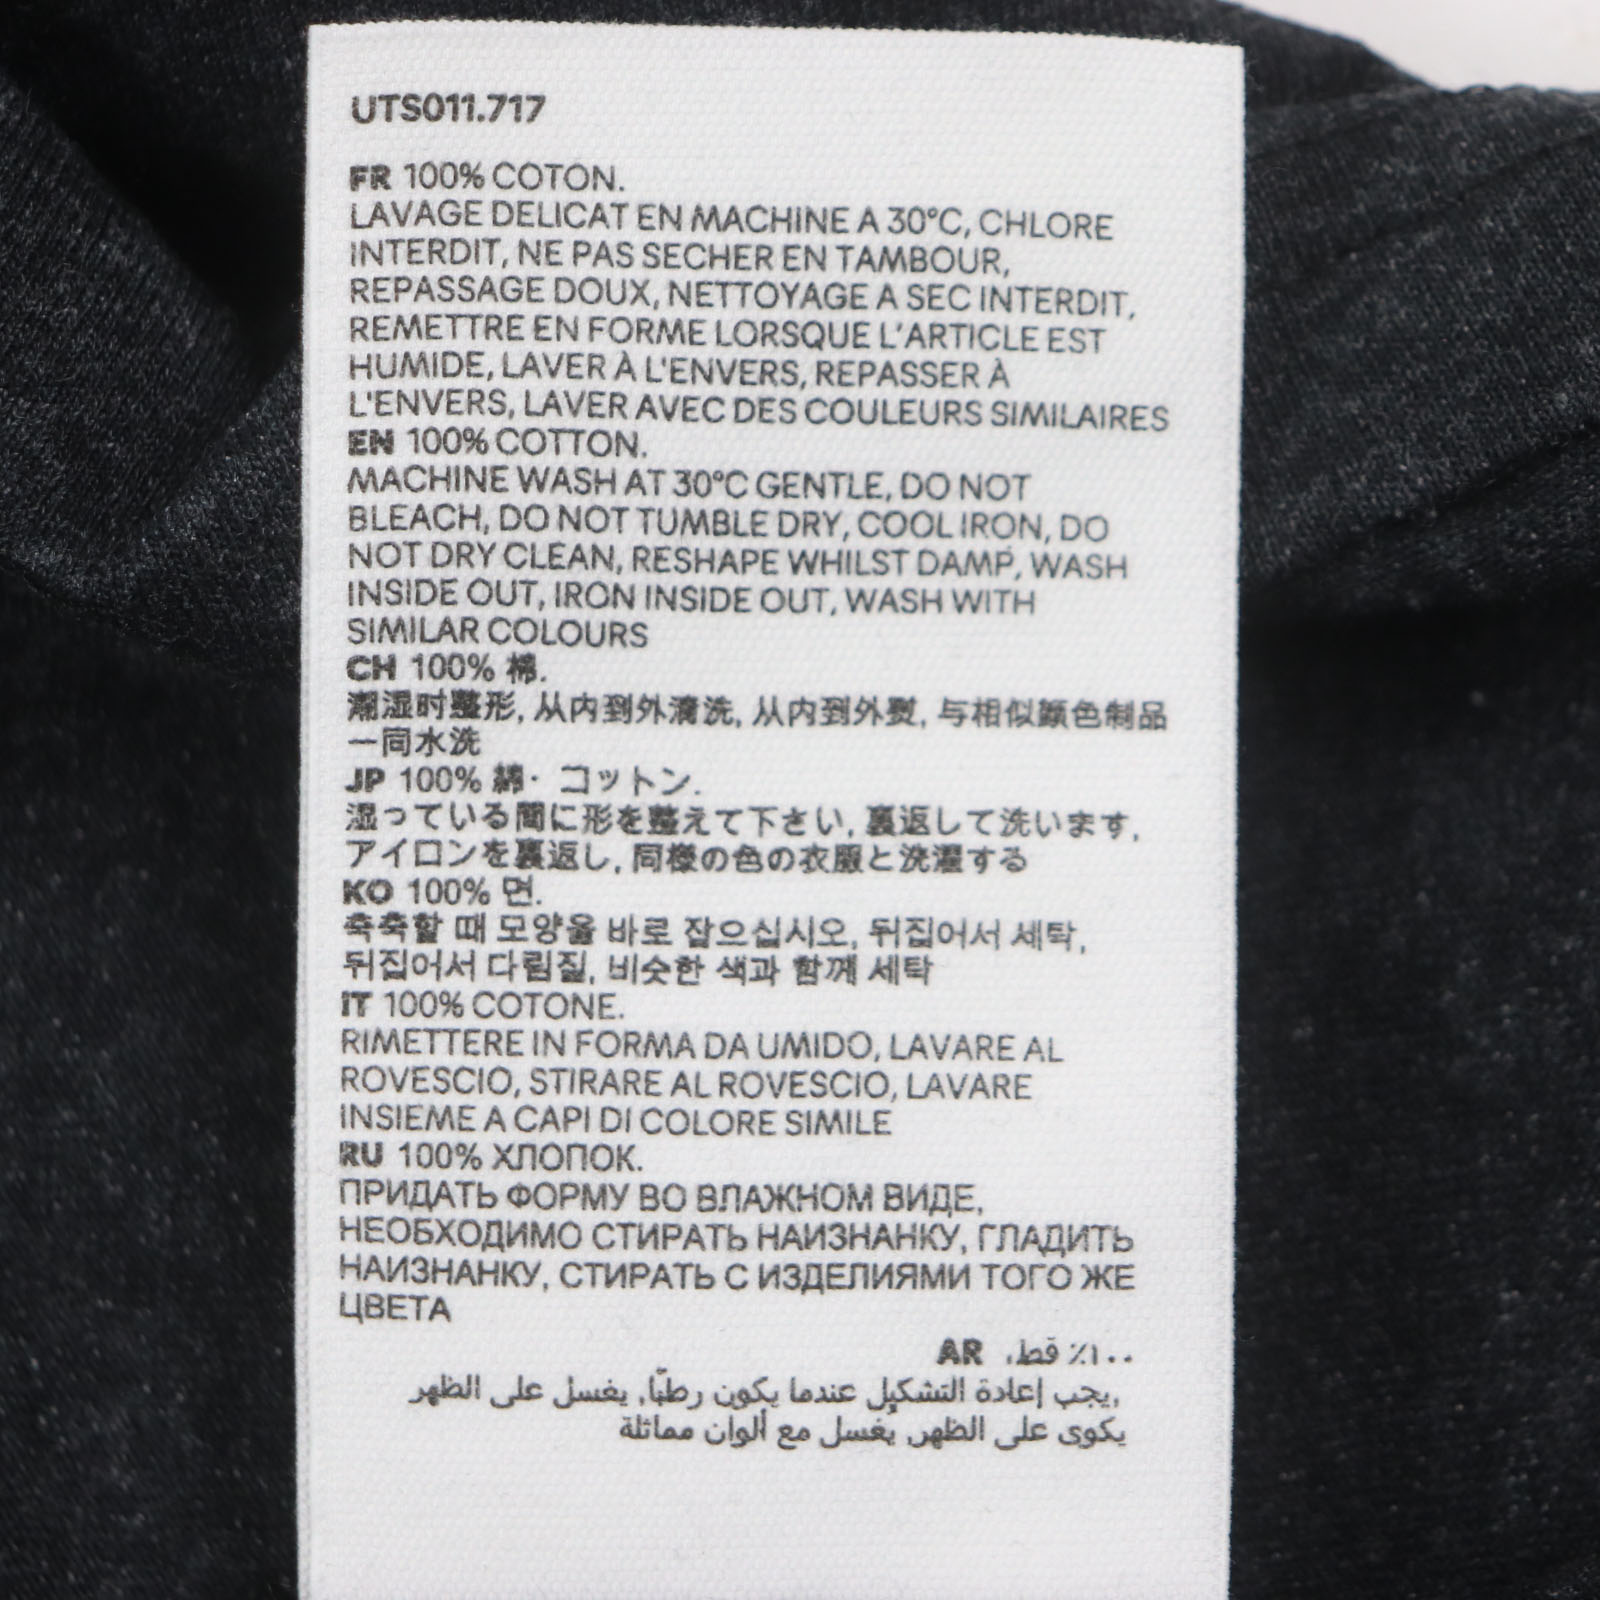 UTS011.717
FR 100% COTON.
LAVAGE DELICAT EN MACHINE A 30°C, CHLORE
INTERDIT, NE PAS SECHER EN TAMBOUR,
REPASSAGE DOUX, NETTOYAGE A SEC INTERDIT,
REMETTRE EN FORME LORSQUE L'ARTICLE EST
HUMIDE, LAVER À L'ENVERS, REPASSER À
L'ENVERS, LAVER AVEC DES COULEURS SIMILAIRES
EN 100% COTTON.
MACHINE WASH AT 30°C GENTLE, DO NOT
BLEACH, DO NOT TUMBLE DRY, COOL IRON, DO
NOT DRY CLEAN, RESHAPE WHILST DAMP, WASH
INSIDE OUT, IRON INSIDE OUT, WASH WITH
SIMILAR COLOURS
CH 100% 棉.
潮湿时整形, 从内到外清洗, 从内到外熨, 与相似颜色制品
一同水洗
JP 100% 綿· コットン.
湿っている間に形を整えて下さい, 裏返して洗います,
アイロンを裏返し, 同様の色の衣服と洗濯する
KO 100% 면.
축축할 때 모양을 바로 잡으십시오, 뒤집어서 세탁,
뒤집어서 다림질, 비슷한 색과 함께 세탁
IT 100% COTONE.
RIMETTERE IN FORMA DA UMIDO, LAVARE AL
ROVESCIO, STIRARE AL ROVESCIO, LAVARE
INSIEME A CAPI DI COLORE SIMILE
RU 100% ХЛОПОК.
ПРИДАТЬ ФОРМУ ВО ВЛАЖНОМ ВИДЕ,
НЕОБХОДИМО СТИРАТЬ НАИЗНАНКУ, ГЛАДИТЬ
НАИЗНАНКУ, СТИРАТЬ С ИЗДЕЛИЯМИ ТОГО ЖЕ
ЦВЕТА
١٠٠٪ قطن. AR
يجب إعادة التشكيل عندما يكون رطبًا, يغسل على الظهر,
يكوى على الظهر, يُغسل مع ألوان مماثلة